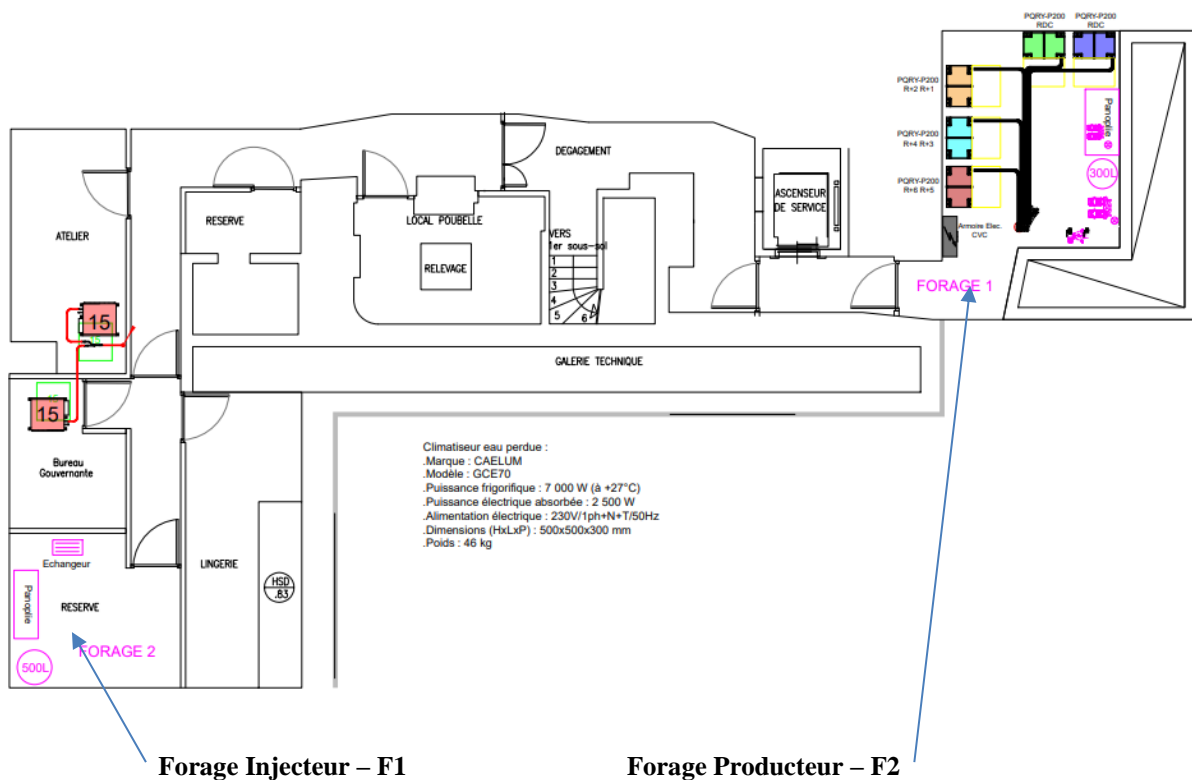 PQRY-P200
RDC
PQRY-P200
RDC
PQRY-P200
R+2 R+1
PQRY-P200
R+4 R+3
PQRY-P200
R+6 R+5
Panoplie
300L
Armoire Elec.
CVC
FORAGE 1
DEGAGEMENT
ASCENSEUR
DE SERVICE
ATELIER
RESERVE
LOCAL POUBELLE
RELEVAGE
VERS
1er sous-sol
1
2
3
4
5
6
15
15
GALERIE TECHNIQUE
Bureau
Gouvernante
Climatiseur eau perdue :
.Marque : CAELUM
.Modèle : GCE70
.Puissance frigorifique : 7 000 W (à +27°C)
.Puissance électrique absorbée : 2 500 W
.Alimentation électrique : 230V/1ph+N+T/50Hz
.Dimensions (HxLxP) : 500x500x300 mm
.Poids : 46 kg
Echangeur
Panoplie
RESERVE
LINGERIE
HSD
.83
FORAGE 2
500L
Forage Injecteur – F1
Forage Producteur – F2